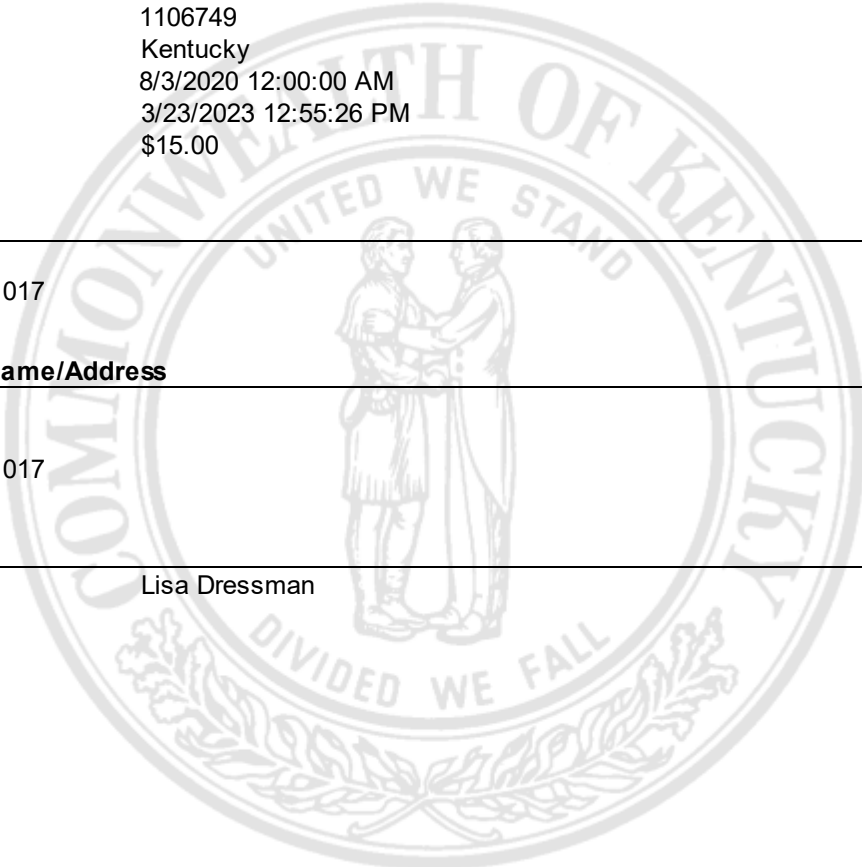 1106749
Kentucky
8/3/2020 12:00:00 AM
3/23/2023 12:55:26 PM
$15.00
COMMONWEALTH OF KENTUCKY
UNITED WE STAND
017
ame/Address
017
Lisa Dressman
DIVIDED WE FALL